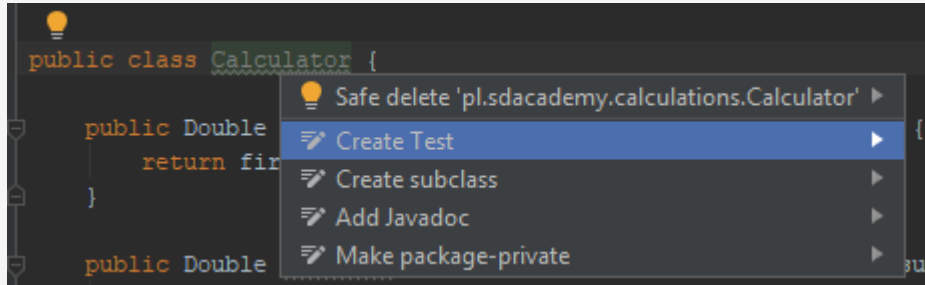 public class Calculator {
Safe delete 'pl.sdacademy.calculations.Calculator'
public Double {
Create Test
return fir
Create subclass
}
Add Javadoc
Make package-private
public Double su